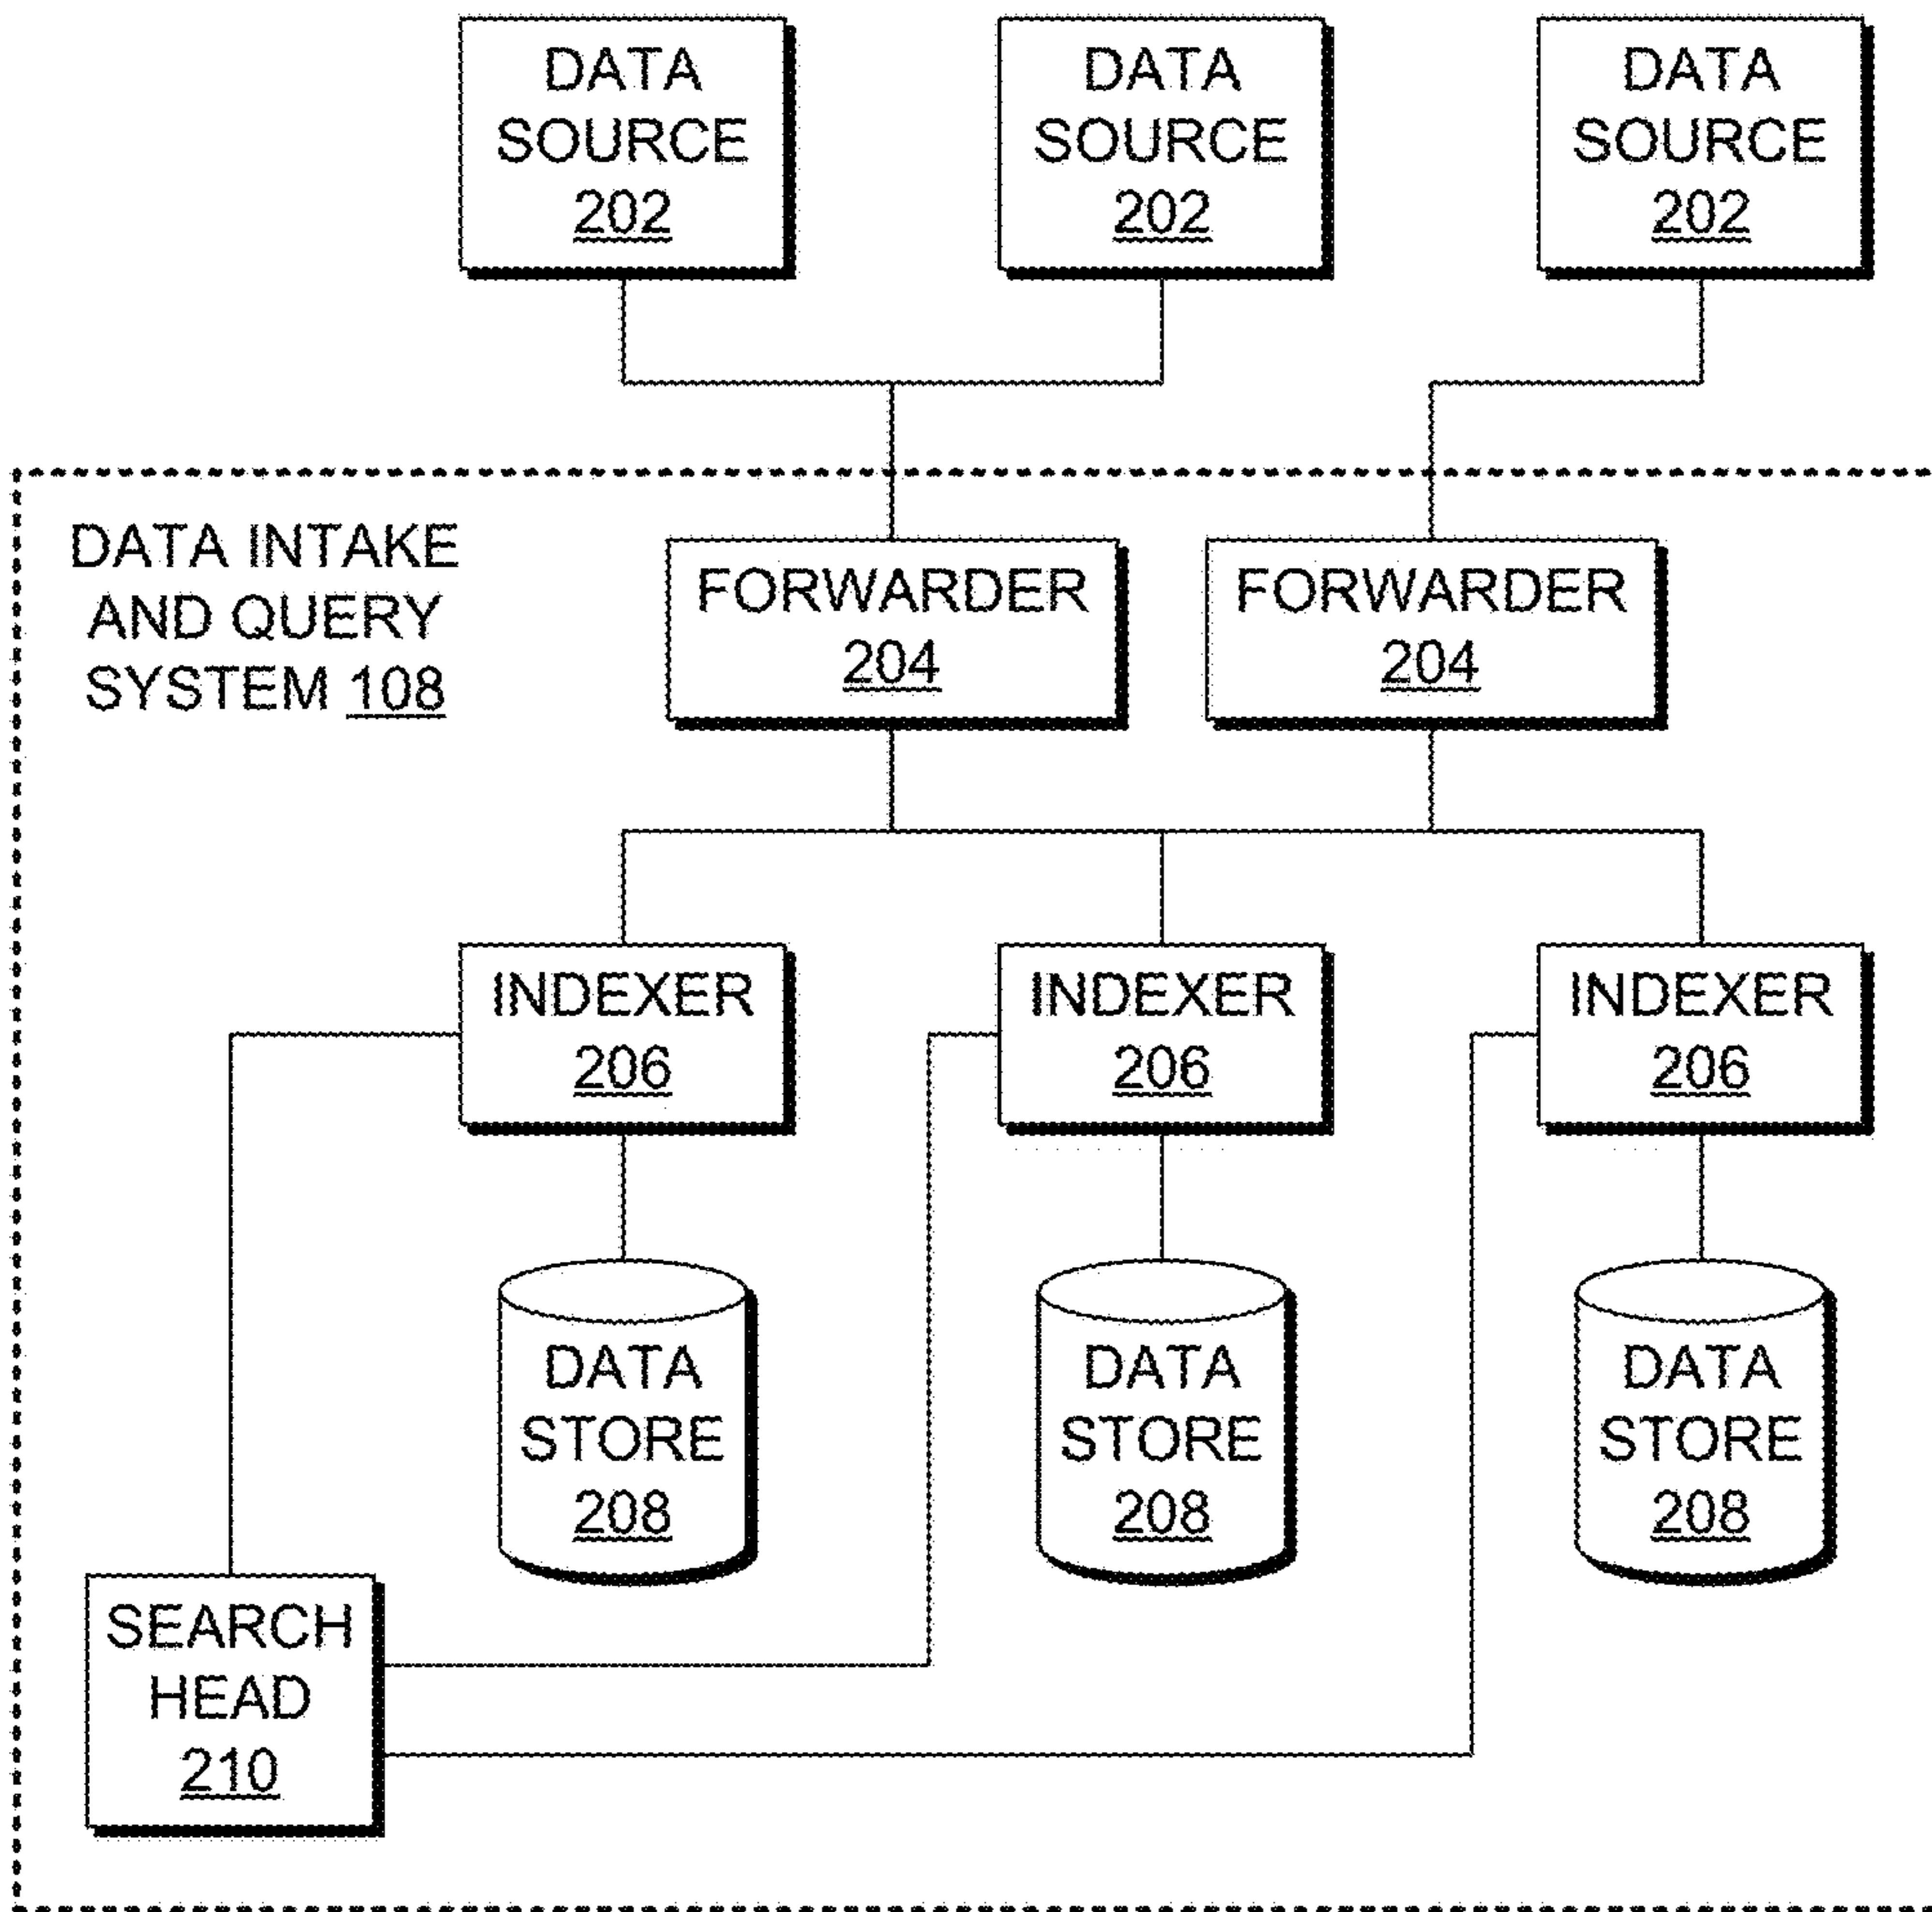 DATA
SOURCE
202
DATA
SOURCE
202
DATA
SOURCE
202
DATA INTAKE
AND QUERY
SYSTEM 108
FORWARDER
204
FORWARDER
204
INDEXER
206
INDEXER
206
INDEXER
206
DATA
STORE
208
DATA
STORE
208
DATA
STORE
208
SEARCH
HEAD
210